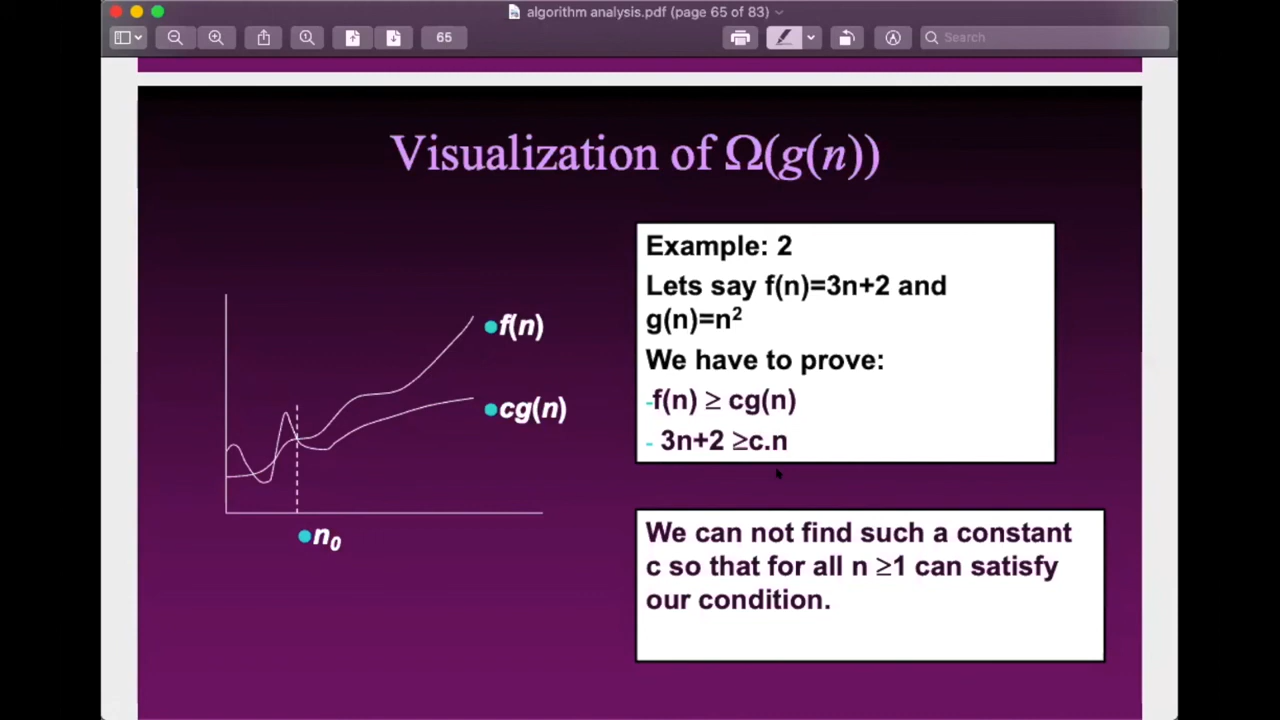 algorithm analysis.pdf (page 65 of 83)
65
Search
Visualization of Ω(g(n))
Example: 2
Lets say f(n)=3n+2 and
g(n)=n²
We have to prove:
-f(n) ≥ cg(n)
- 3n+2 ≥c.n
f(n)
cg(n)
n₀
We can not find such a constant
c so that for all n ≥1 can satisfy
our condition.